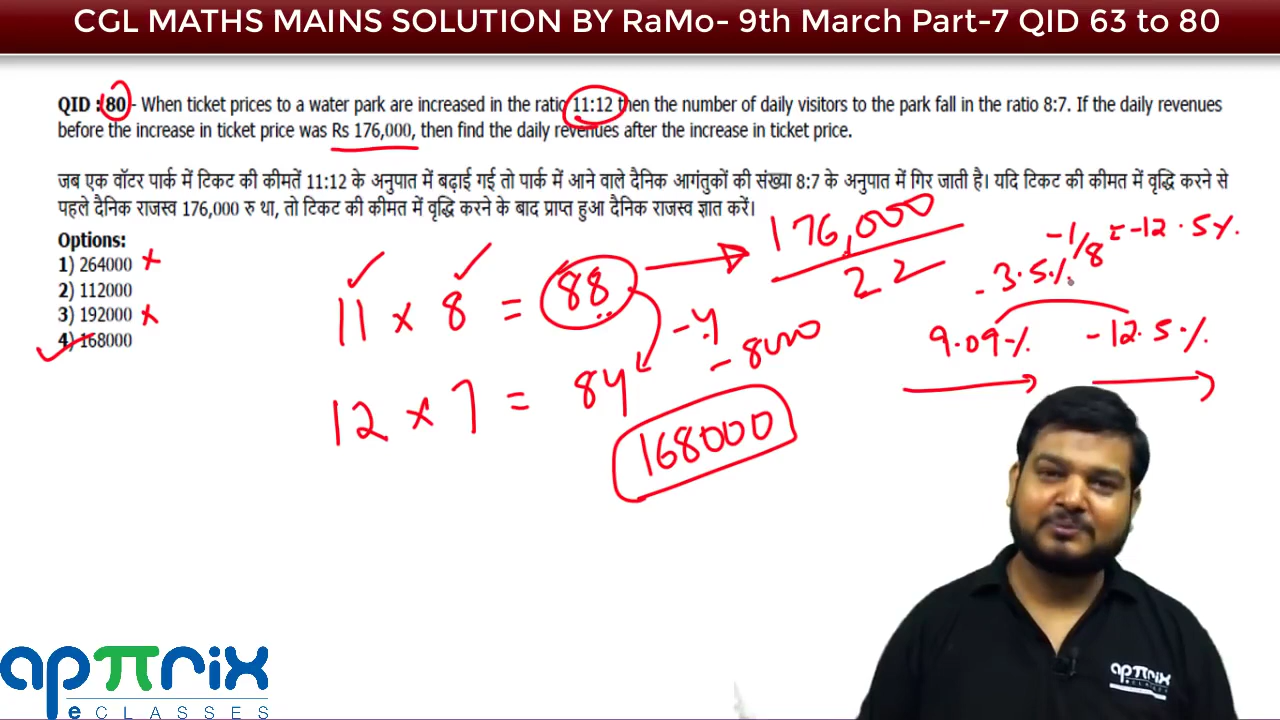 CGL MATHS MAINS SOLUTION BY RaMo- 9th March Part-7 QID 63 to 80
QID : 80 - When ticket prices to a water park are increased in the ratio 11:12 then the number of daily visitors to the park fall in the ratio 8:7. If the daily revenues
before the increase in ticket price was Rs 176,000, then find the daily revenues after the increase in ticket price.
जब एक वॉटर पार्क में टिकट की कीमतें 11:12 के अनुपात में बढ़ाई गई तो पार्क में आने वाले दैनिक आगंतुकों की संख्या 8:7 के अनुपात में गिर जाती है। यदि टिकट की कीमत में वृद्धि करने से
पहले दैनिक राजस्व 176,000 रु था, तो टिकट की कीमत में वृद्धि करने के बाद प्राप्त हुआ दैनिक राजस्व ज्ञात करें।
Options:
1) 264000 ×
2) 112000
3) 192000 ×
4) 168000
11 × 8 = 88
176,000
22
-1/8 = -12.5%
-3.5%
9.09% -12.5%
-4
-8000
12 × 7 = 84
168000
apπrix
e CLASSES
apπrix